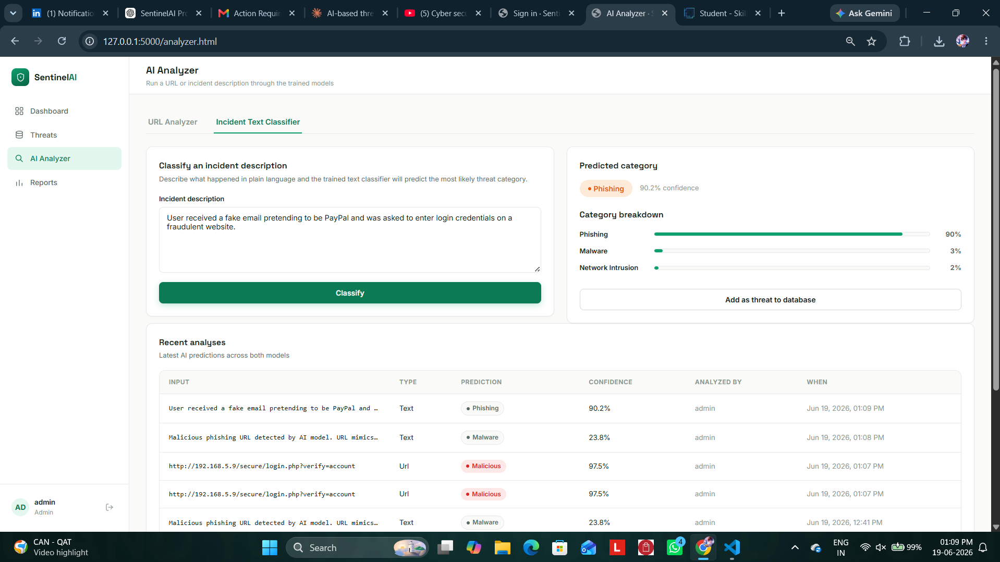 (1) Notificatio
SentinelAI Pro
Action Requir
AI-based thre
(5) Cyber secu
Sign in · Senti
AI Analyzer · S
Student - Skil
Ask Gemini
127.0.0.1:5000/analyzer.html
SentinelAI
Dashboard
Threats
AI Analyzer
Reports
AD
admin
Admin
AI Analyzer
Run a URL or incident description through the trained models
URL Analyzer
Incident Text Classifier
Classify an incident description
Describe what happened in plain language and the trained text classifier will predict the most likely threat category.
Incident description
User received a fake email pretending to be PayPal and was asked to enter login credentials on a
fraudulent website.
Classify
Predicted category
Phishing 90.2% confidence
Category breakdown
Phishing 90%
Malware 3%
Network Intrusion 2%
Add as threat to database
Recent analyses
Latest AI predictions across both models
INPUT TYPE PREDICTION CONFIDENCE ANALYZED BY WHEN
User received a fake email pretending to be PayPal and … Text Phishing 90.2% admin Jun 19, 2026, 01:09 PM
Malicious phishing URL detected by AI model. URL mimics… Text Malware 23.8% admin Jun 19, 2026, 01:08 PM
http://192.168.5.9/secure/login.php?verify=account Url Malicious 97.5% admin Jun 19, 2026, 01:07 PM
http://192.168.5.9/secure/login.php?verify=account Url Malicious 97.5% admin Jun 19, 2026, 01:07 PM
Malicious phishing URL detected by AI model. URL mimics… Text Malware 23.8% admin Jun 19, 2026, 12:41 PM
CAN - QAT
Video highlight
Search
L
4
ENG
IN
99%
01:09 PM
19-06-2026